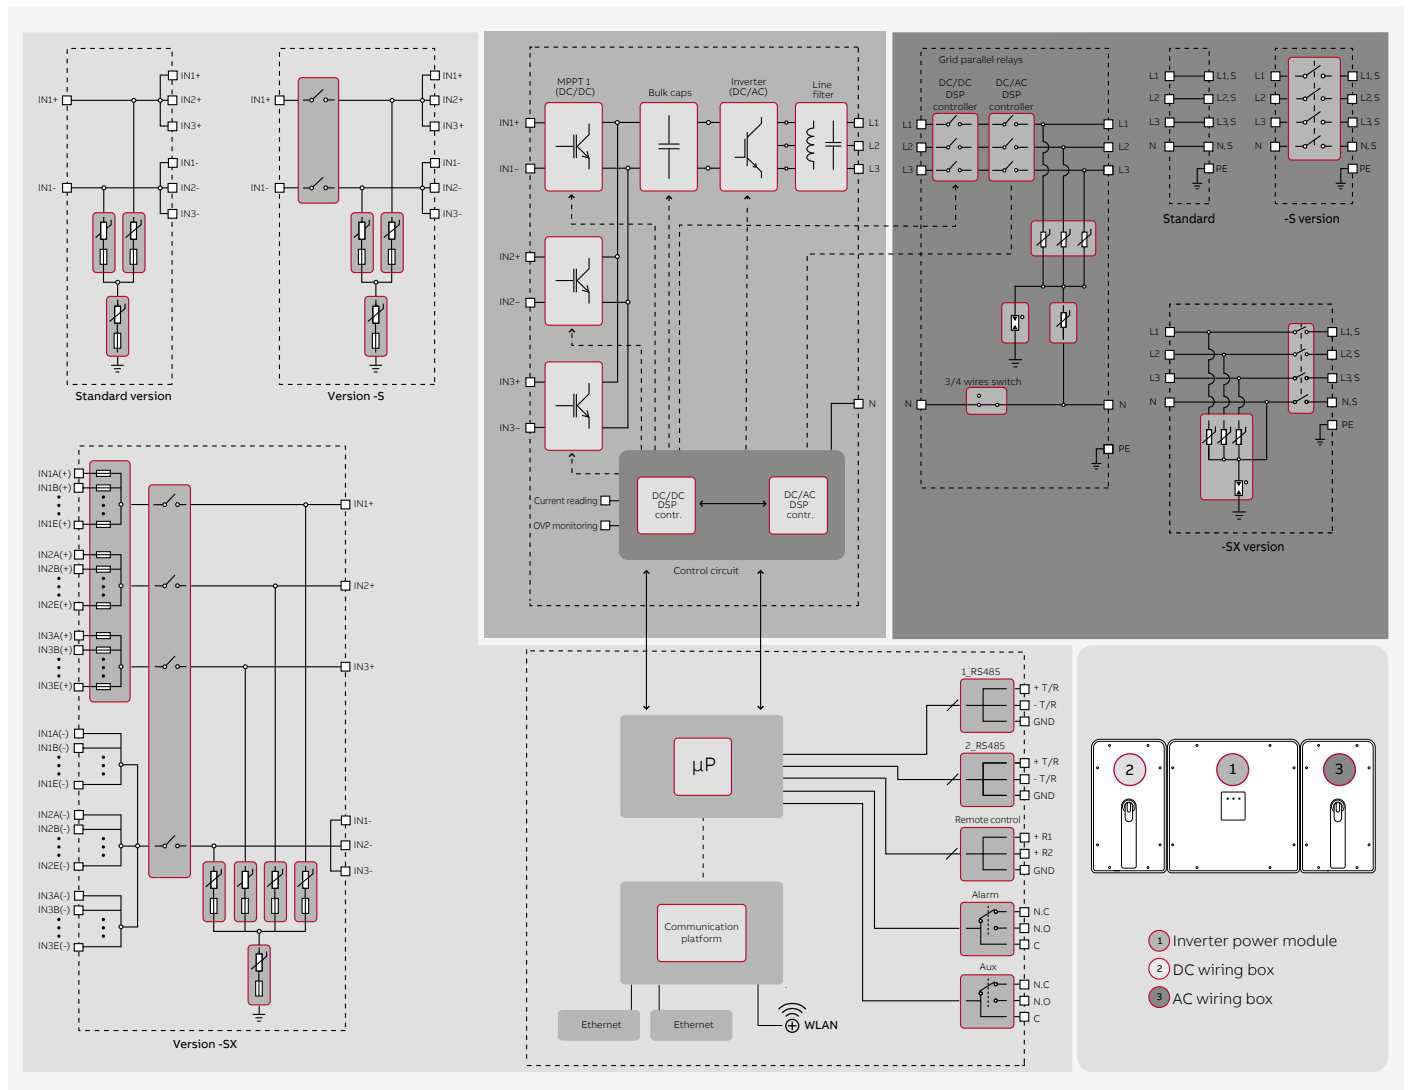 IN1+
IN1-
IN1+
IN2+
IN3+
IN1-
IN2-
IN3-
Standard version
IN1+
IN1-
IN1+
IN2+
IN3+
IN1-
IN2-
IN3-
Version -S
IN1A(+)
IN1B(+)
IN1E(+)
IN2A(+)
IN2B(+)
IN2E(+)
IN3A(+)
IN3B(+)
IN3E(+)
IN1A(-)
IN1B(-)
IN1E(-)
IN2A(-)
IN2B(-)
IN2E(-)
IN3A(-)
IN3B(-)
IN3E(-)
IN1+
IN2+
IN3+
IN1-
IN2-
IN3-
Version -SX
MPPT 1
(DC/DC)
Bulk caps
Inverter
(DC/AC)
Line
filter
IN1+
IN1–
IN2+
IN2–
IN3+
IN3–
L1
L2
L3
N
Current reading
OVP monitoring
DC/DC
DSP
contr.
DC/AC
DSP
contr.
Control circuit
Grid parallel relays
DC/DC
DSP
controller
DC/AC
DSP
controller
L1
L2
L3
L1
L2
L3
3/4 wires switch
N
N
PE
L1
L2
L3
N
L1, S
L2, S
L3, S
N, S
PE
Standard
L1
L2
L3
N
L1, S
L2, S
L3, S
N, S
PE
-S version
L1
L2
L3
N
L1, S
L2, S
L3, S
N,S
PE
-SX version
µP
Communication
platform
Ethernet
Ethernet
WLAN
1_RS485
+ T/R
- T/R
GND
2_RS485
+ T/R
- T/R
GND
Remote control
+ R1
+ R2
GND
Alarm
N.C
N.O
C
Aux
N.C
N.O
C
2
1
3
1 Inverter power module
2 DC wiring box
3 AC wiring box